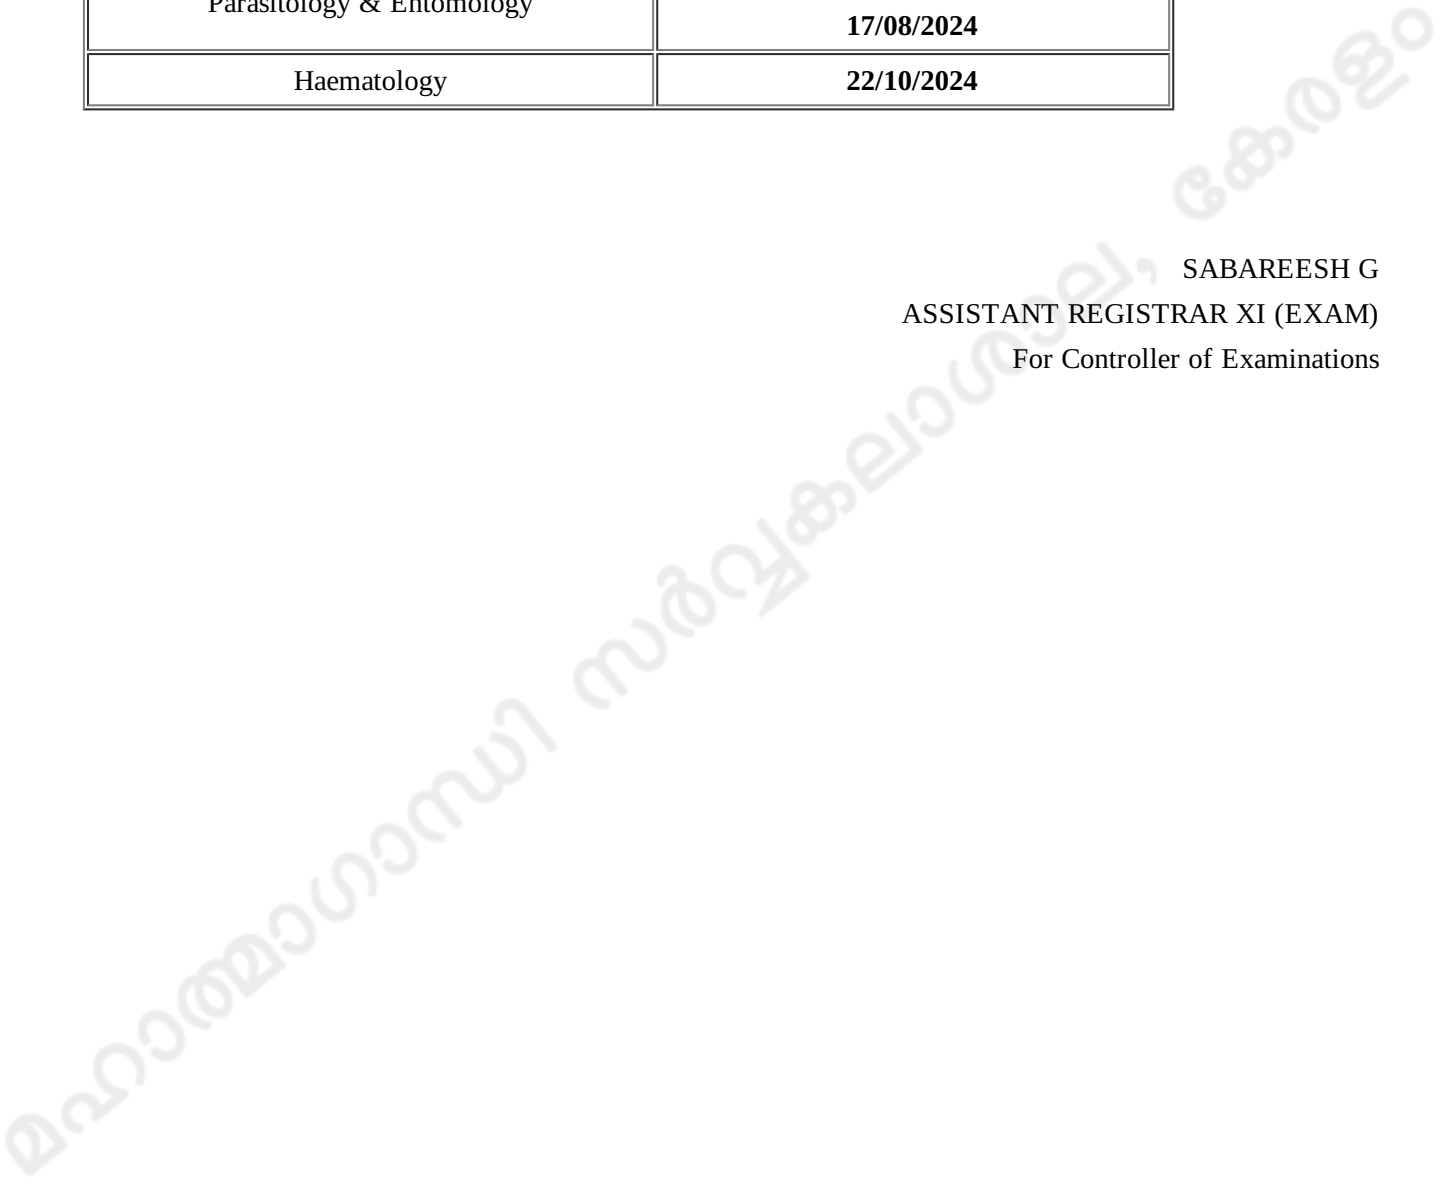 Parasitology & Entomology
17/08/2024
Haematology 22/10/2024
SABAREESH G
ASSISTANT REGISTRAR XI (EXAM)
For Controller of Examinations
മഹാത്മാഗാന്ധി സർവ്വകലാശാല, കേരളം